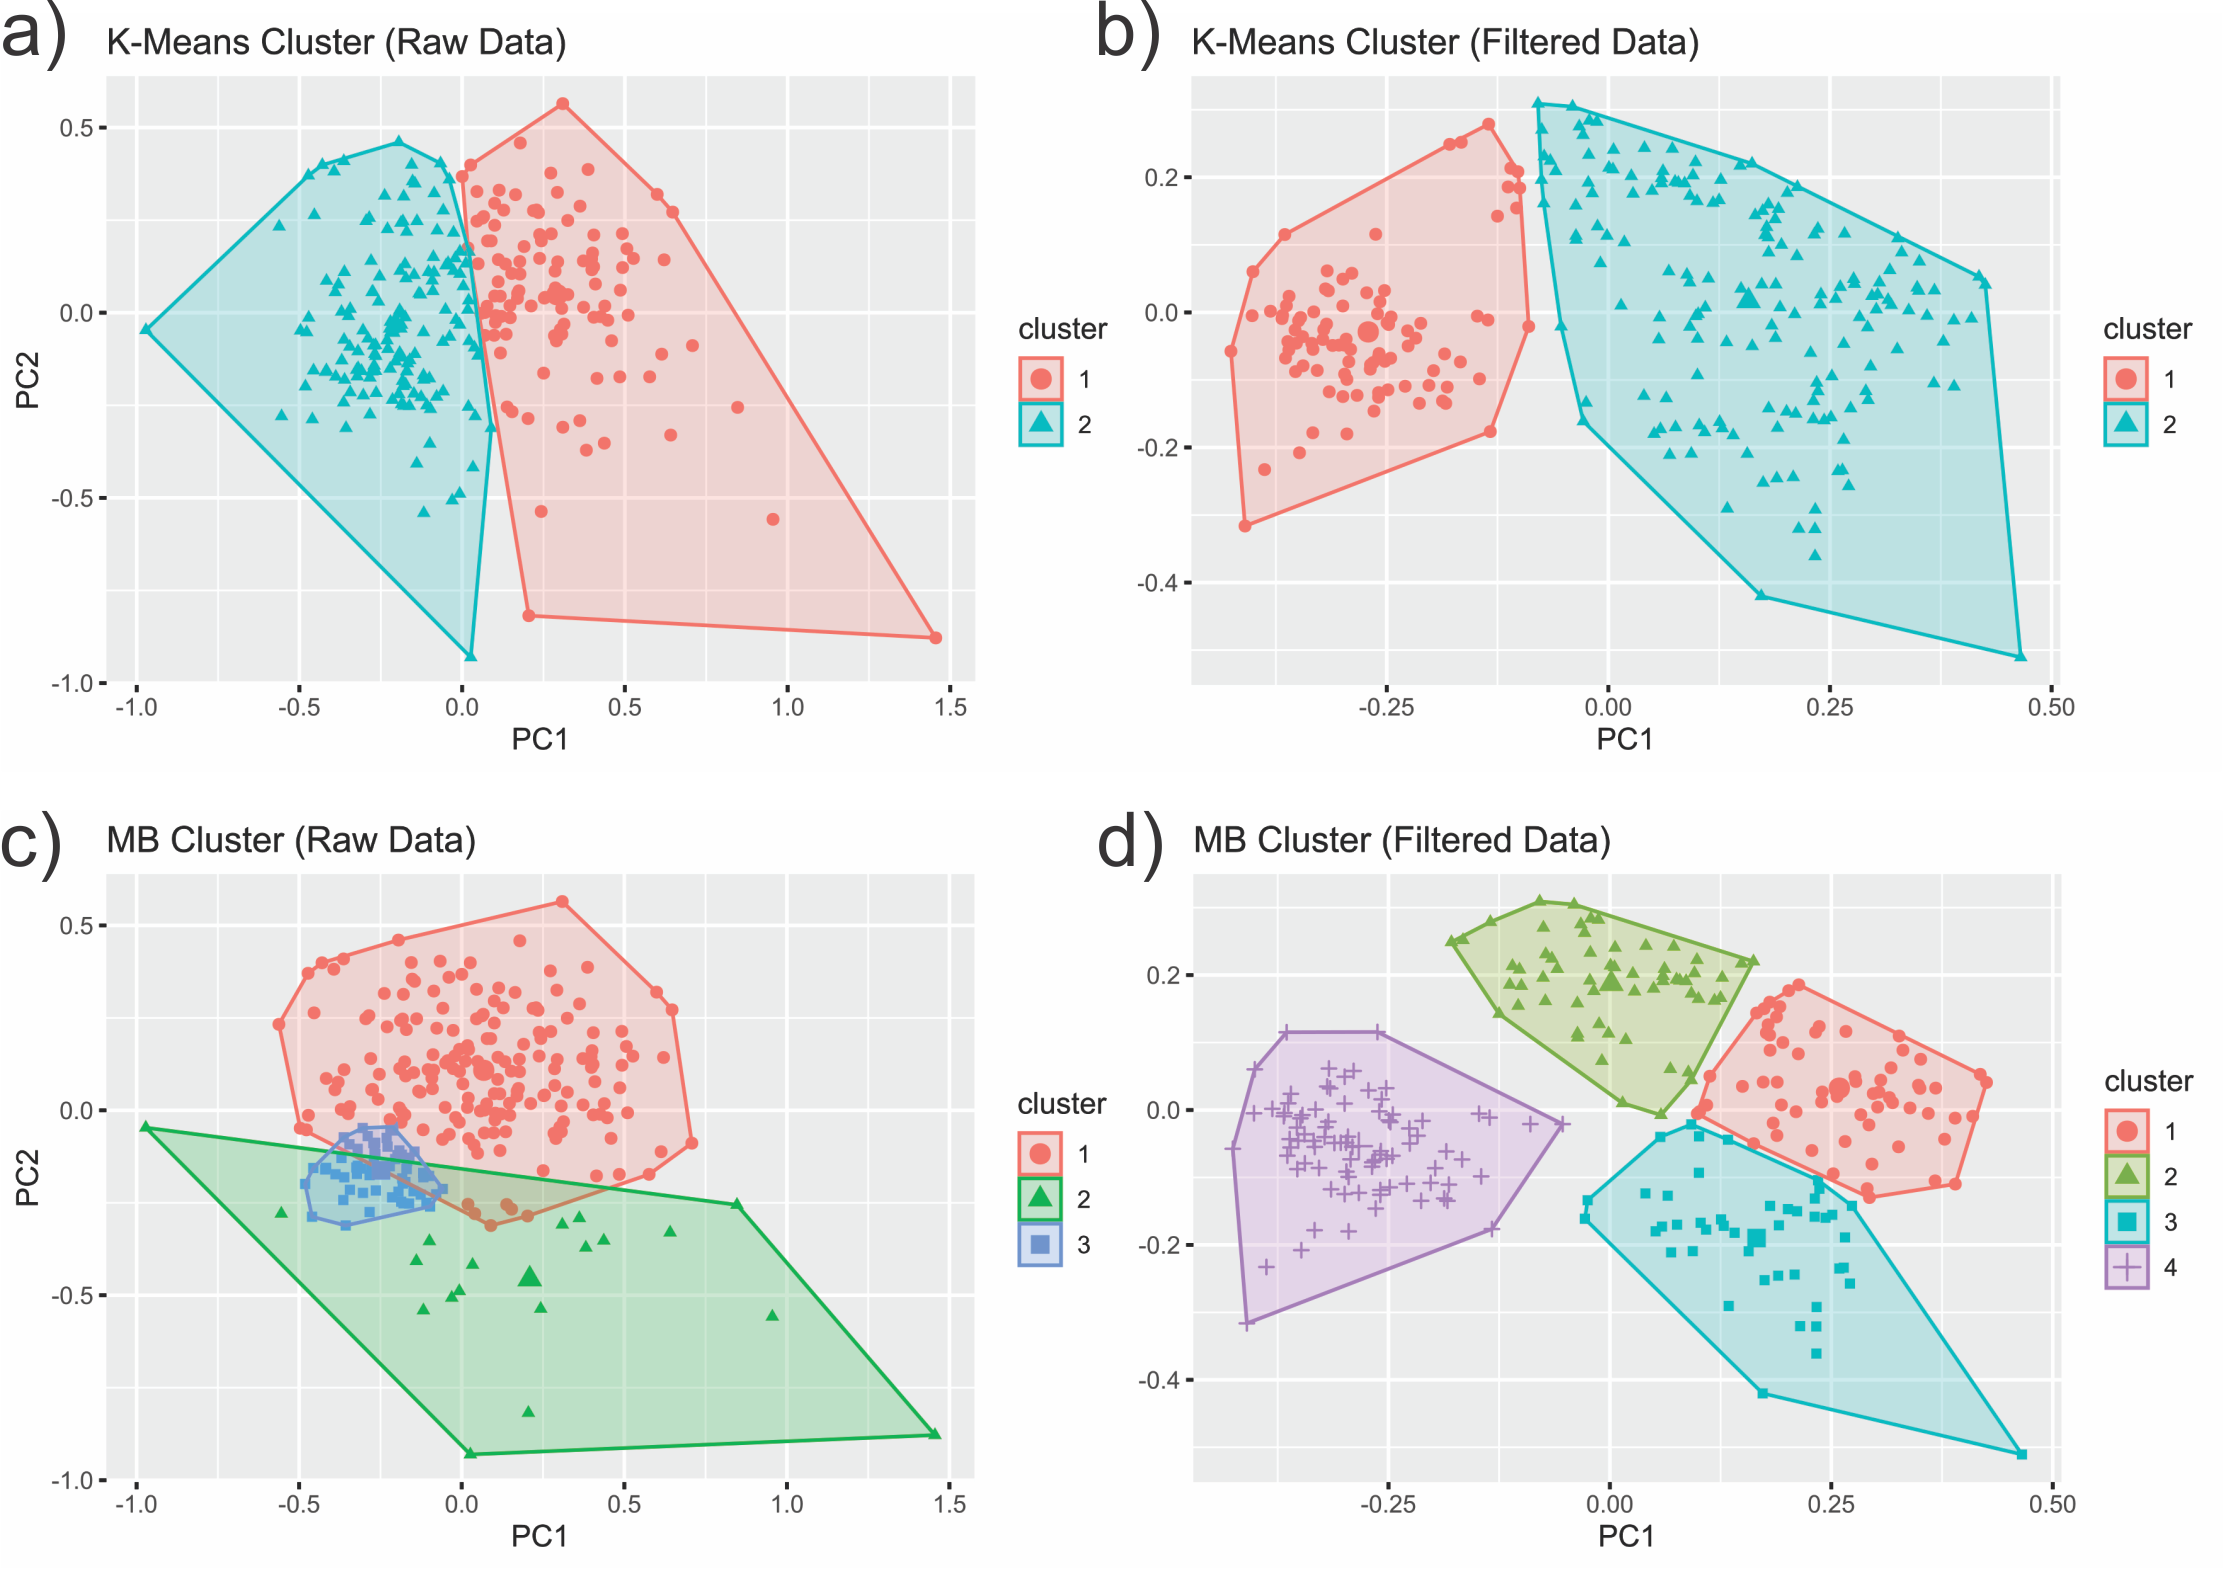 a) K-Means Cluster (Raw Data)
0.5
0.0
-0.5
-1.0
PC2
-1.0 -0.5 0.0 0.5 1.0 1.5
PC1
cluster
1
2
b) K-Means Cluster (Filtered Data)
0.2
0.0
-0.2
-0.4
-0.25 0.00 0.25 0.50
PC1
cluster
1
2
c) MB Cluster (Raw Data)
0.5
0.0
-0.5
-1.0
PC2
-1.0 -0.5 0.0 0.5 1.0 1.5
PC1
cluster
1
2
3
d) MB Cluster (Filtered Data)
0.2
0.0
-0.2
-0.4
-0.25 0.00 0.25 0.50
PC1
cluster
1
2
3
4